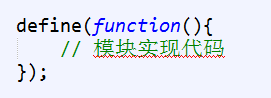 define(function(){
    // 模块实现代码
});